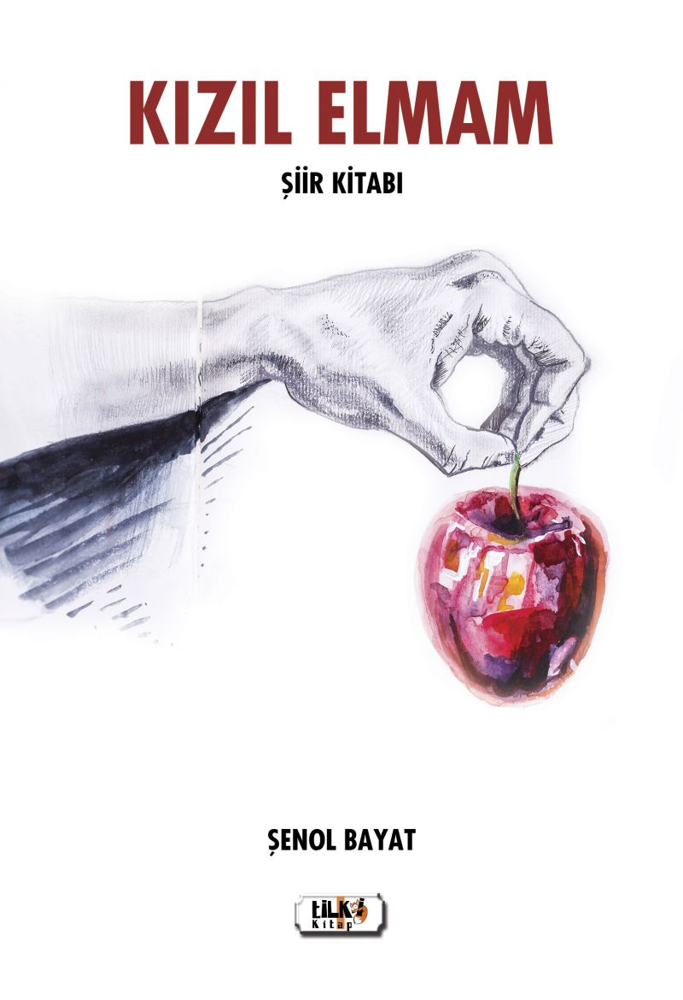 KIZIL ELMAM
ŞİİR KİTABI
ŞENOL BAYAT
tiLKi
Kitap